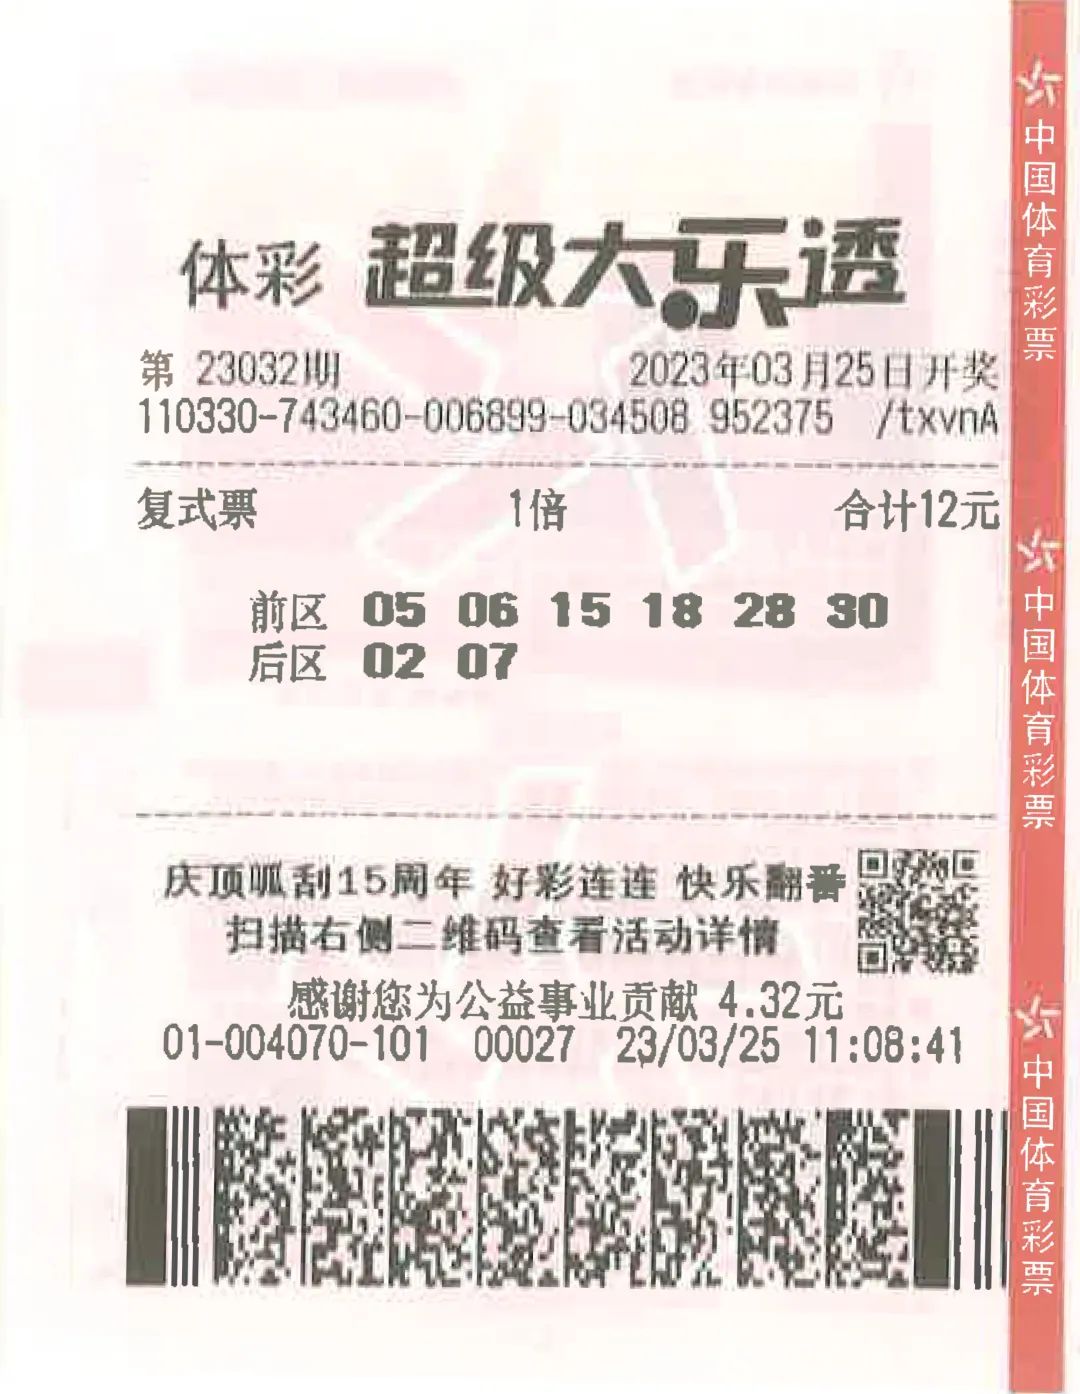 体彩 超级大乐透
第 23032期 2023年03月25日开奖
110330-743460-006899-034508 952375 /txvnA
复式票 1倍 合计12元
前区 05 06 15 18 28 30
后区 02 07
庆顶呱刮15周年 好彩连连 快乐翻番
扫描右侧二维码查看活动详情
感谢您为公益事业贡献 4.32元
01-004070-101 00027 23/03/25 11:08:41
中国体育彩票
中国体育彩票
中国体育彩票